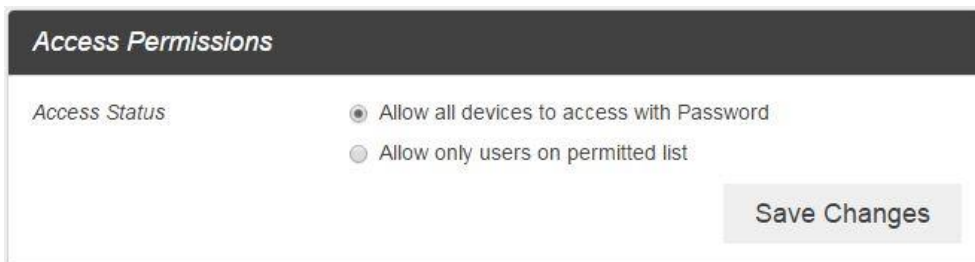 Access Permissions
Access Status
Allow all devices to access with Password
Allow only users on permitted list
Save Changes